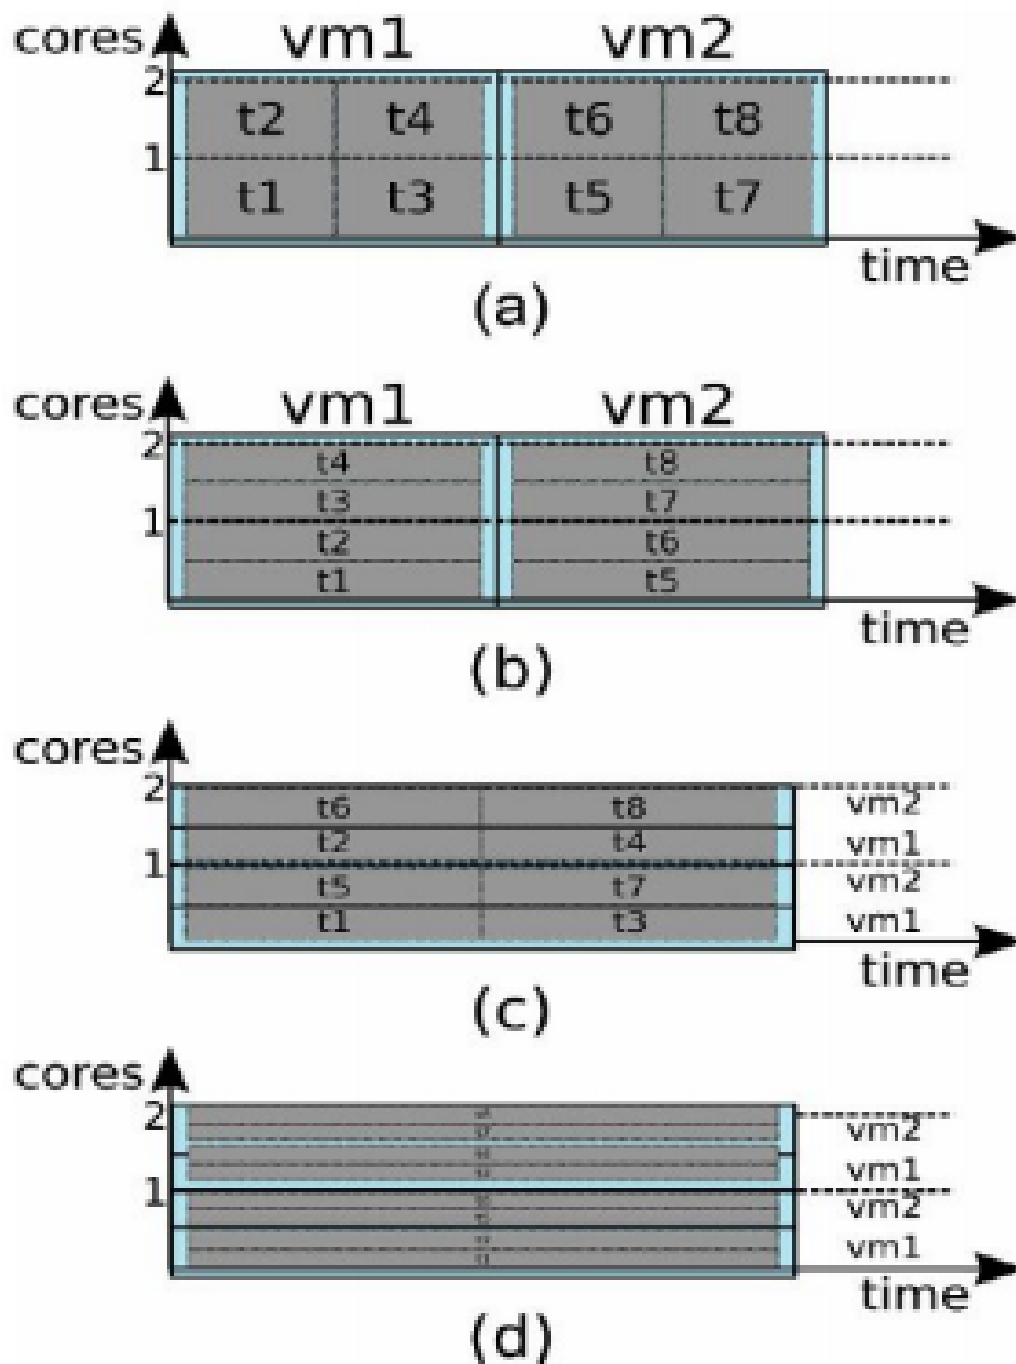 cores vm1 vm2
2 t2 t4 t6 t8
1
t1 t3 t5 t7
time
(a)
cores vm1 vm2
2
t4 t8
t3 t7
1
t2 t6
t1 t5
time
(b)
cores
2
t6 t8 vm2
t2 t4 vm1
1
t5 t7 vm2
t1 t3 vm1
time
(c)
cores
2
vm2
vm1
1
vm2
vm1
time
(d)